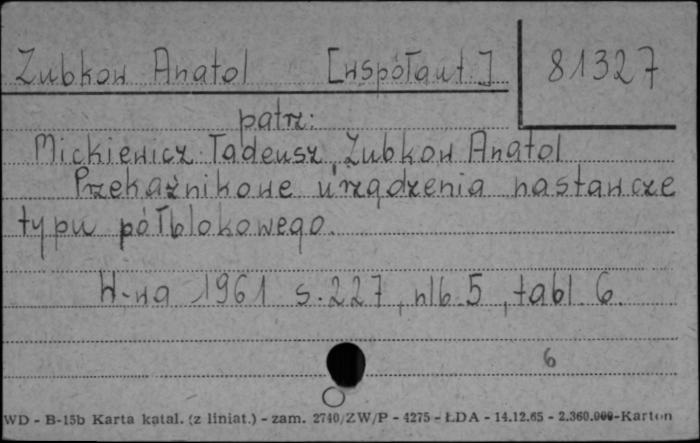 Zubkow Anatol [współaut.] 81327
patrz:
Mickiewicz Tadeusz, Zubkow Anatol
Przekaźnikowe urządzenia nastawcze
typu półblokowego.
W-wa 1961 s. 227, nlb. 5, tabl. 6.
6
WD - B-15b Karta katal. (z liniat.) - zam. 2740/ZW/P - 4275 - ŁDA - 14.12.65 - 2.360.000-Karton